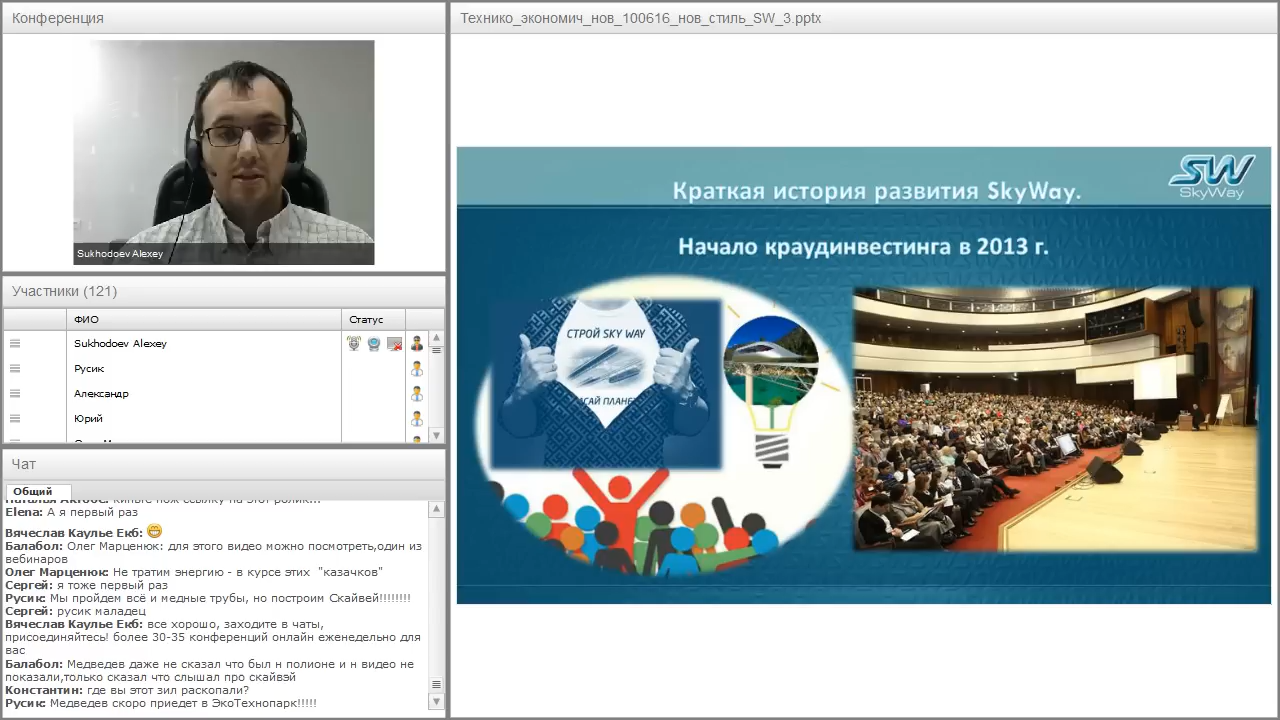 Конференция
Sukhodoev Alexey
Участники (121)
ФИО Статус
Sukhodoev Alexey
Русик
Александр
Юрий
Чат
Общий
Elena: А я первый раз
Вячеслав Каулье Екб:
Балабол: Олег Марценюк: для этого видео можно посмотреть,один из
вебинаров
Олег Марценюк: Не тратим энергию - в курсе этих "казачков"
Сергей: я тоже первый раз
Русик: Мы пройдем всё и медные трубы, но построим Скайвей!!!!!!!!
Сергей: русик маладец
Вячеслав Каулье Екб: все хорошо, заходите в чаты,
присоединяйтесь! более 30-35 конференций онлайн еженедельно для
вас
Балабол: Медведев даже не сказал что был н полионе и н видео не
показали,только сказал что слышал про скайвэй
Константин: где вы этот зил раскопали?
Русик: Медведев скоро приедет в ЭкоТехнопарк!!!!!
Технико_экономич_нов_100616_нов_стиль_SW_3.pptx
SW
SkyWay
Краткая история развития SkyWay.
Начало краудинвестинга в 2013 г.
СТРОЙ SKY WAY